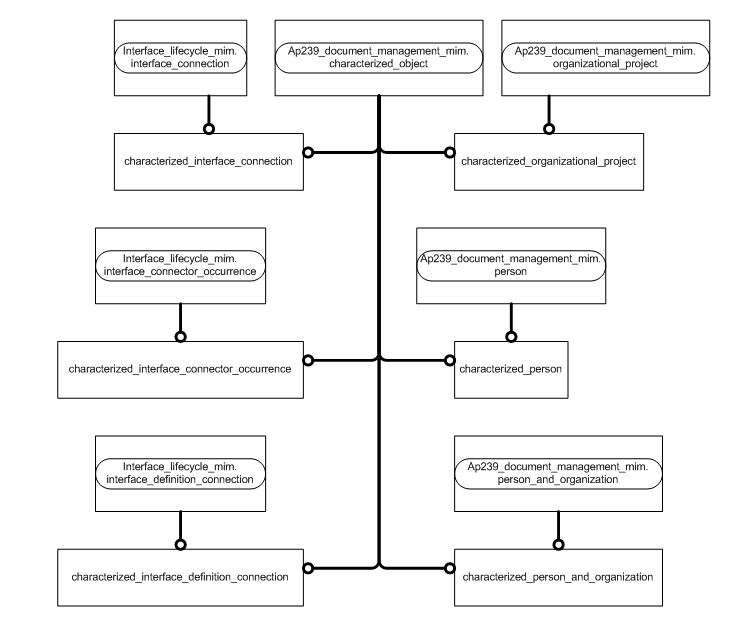 Interface_lifecycle_mim.
interface_connection
Ap239_document_management_mim.
characterized_object
Ap239_document_management_mim.
organizational_project
characterized_interface_connection
characterized_organizational_project
Interface_lifecycle_mim.
interface_connector_occurrence
Ap239_document_management_mim.
person
characterized_interface_connector_occurrence
characterized_person
Interface_lifecycle_mim.
interface_definition_connection
Ap239_document_management_mim.
person_and_organization
characterized_interface_definition_connection
characterized_person_and_organization